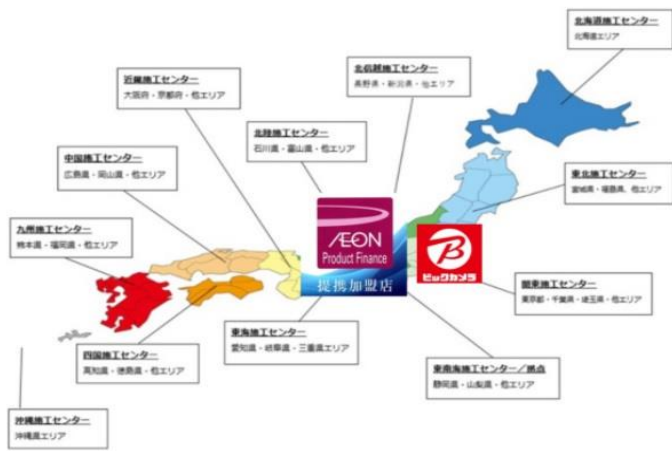 北海道施工センター
北海道エリア
北信越施工センター
長野県・新潟県・他エリア
近畿施工センター
大阪府・京都府・他エリア
北陸施工センター
石川県・富山県・他エリア
中国施工センター
広島県・岡山県・他エリア
東北施工センター
宮城県・福島県、他エリア
九州施工センター
熊本県・福岡県・他エリア
ÆON
Product Finance
提携加盟店
ビックカメラ
関東施工センター
東京都・千葉県・埼玉県・他エリア
東海施工センター
愛知県・岐阜県・三重県エリア
四国施工センター
高知県・徳島県・他エリア
東南海施工センター/拠点
静岡県・山梨県・他エリア
沖縄施工センター
沖縄県エリア